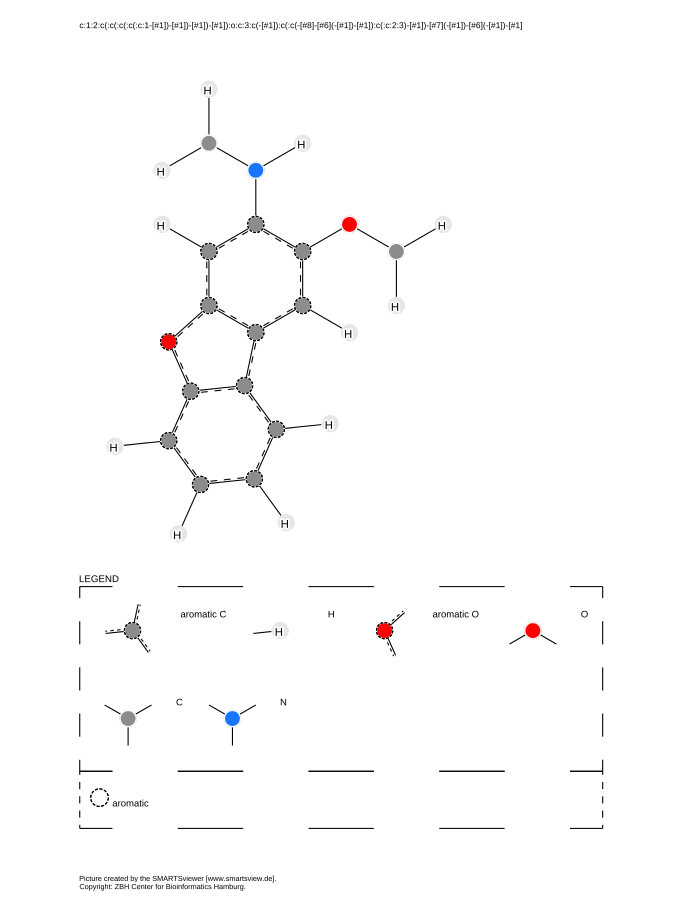 c:1:2:c(:c(:c(:c(:c:1-[#1])-[#1])-[#1])-[#1]):o:c:3:c(-[#1]):c(:c(-[#8]-[#6](-[#1])-[#1]):c(:c:2:3)-[#1])-[#7](-[#1])-[#6](-[#1])-[#1]
H
H
H
H
H
H
H
H
H
H
H
LEGEND
aromatic C
H
H
aromatic O
O
C
N
aromatic
Picture created by the SMARTSviewer [www.smartsview.de].
Copyright: ZBH Center for Bioinformatics Hamburg.